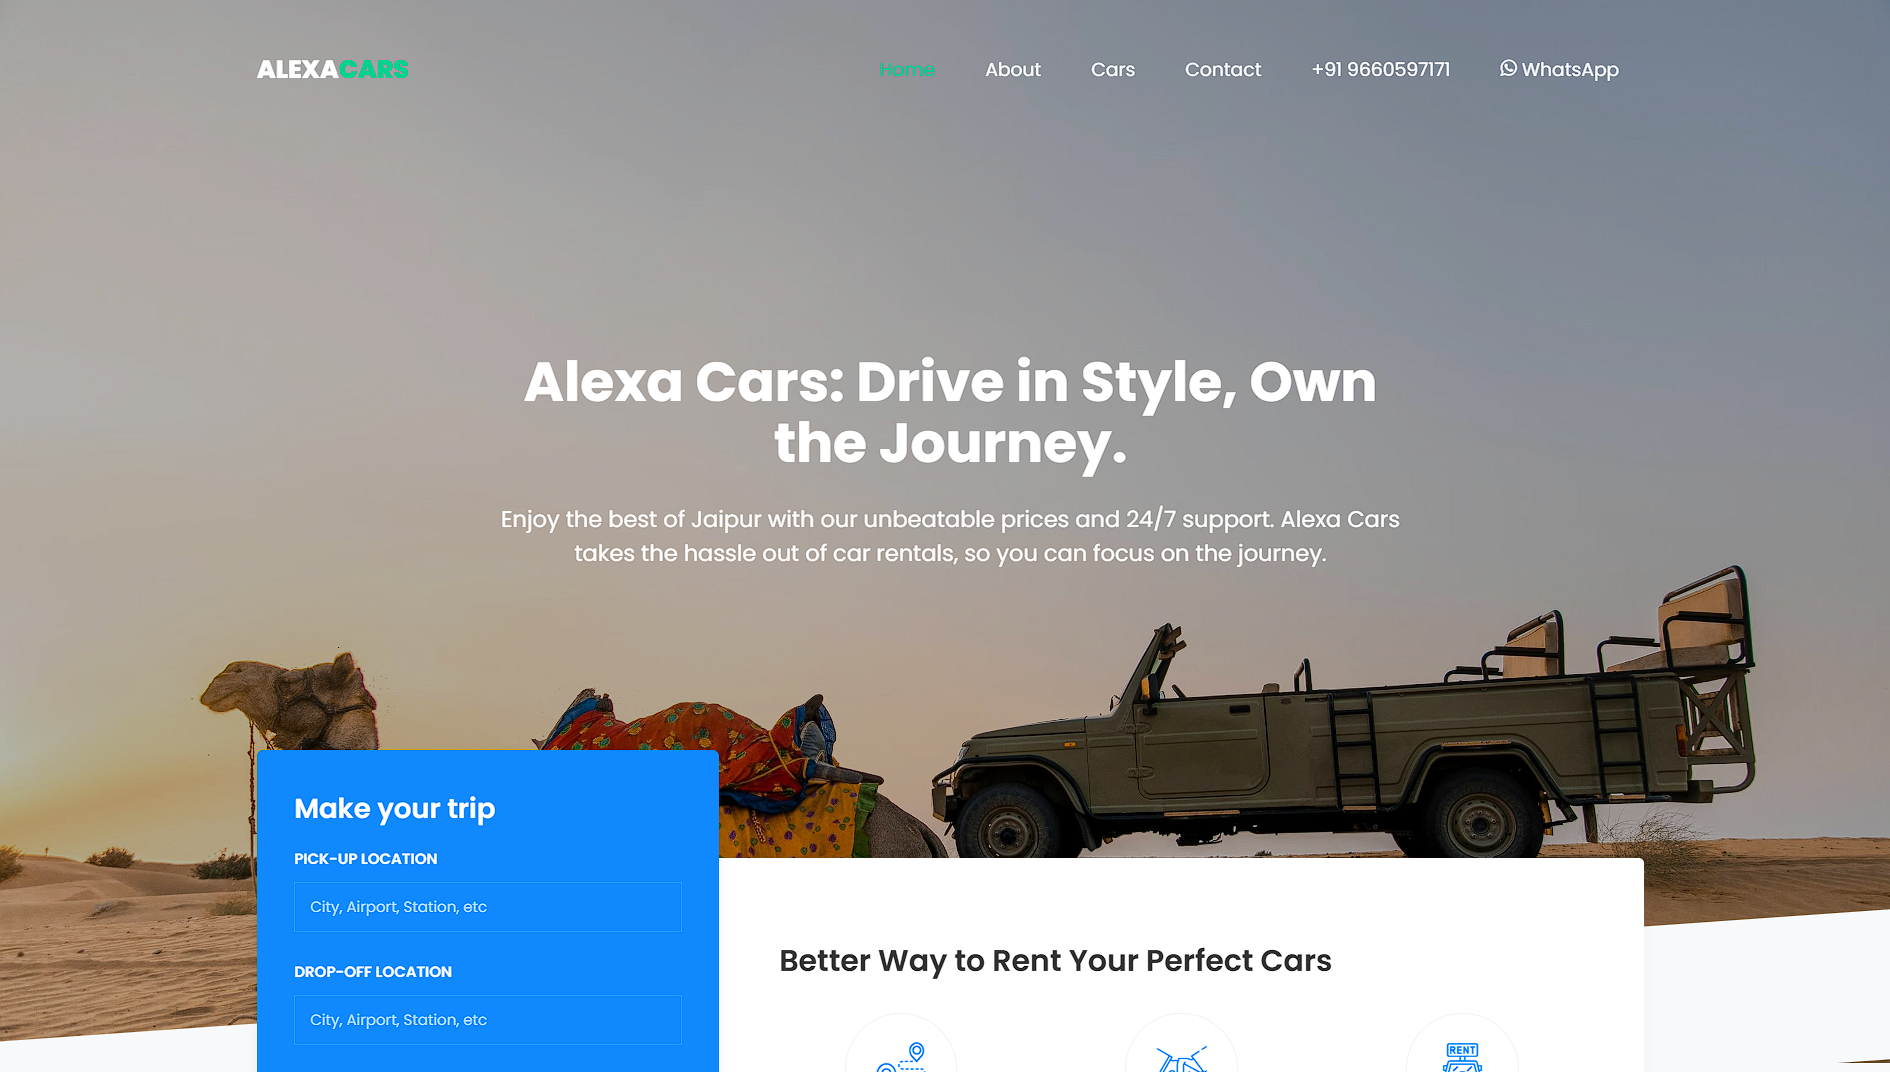 ALEXACARS
Home About Cars Contact +91 9660597171 WhatsApp
Alexa Cars: Drive in Style, Own
the Journey.
Enjoy the best of Jaipur with our unbeatable prices and 24/7 support. Alexa Cars
takes the hassle out of car rentals, so you can focus on the journey.
Make your trip
PICK-UP LOCATION
City, Airport, Station, etc
DROP-OFF LOCATION
City, Airport, Station, etc
Better Way to Rent Your Perfect Cars
RENT